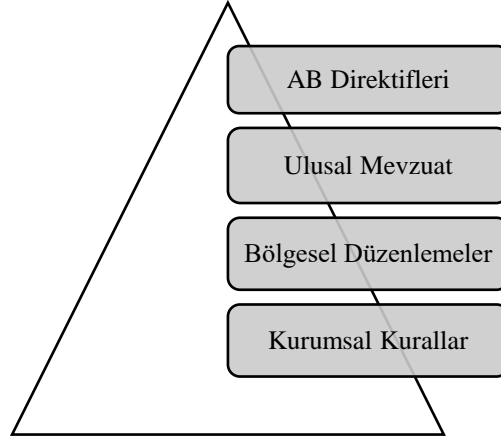 AB Direktifleri
Ulusal Mevzuat
Bölgesel Düzenlemeler
Kurumsal Kurallar